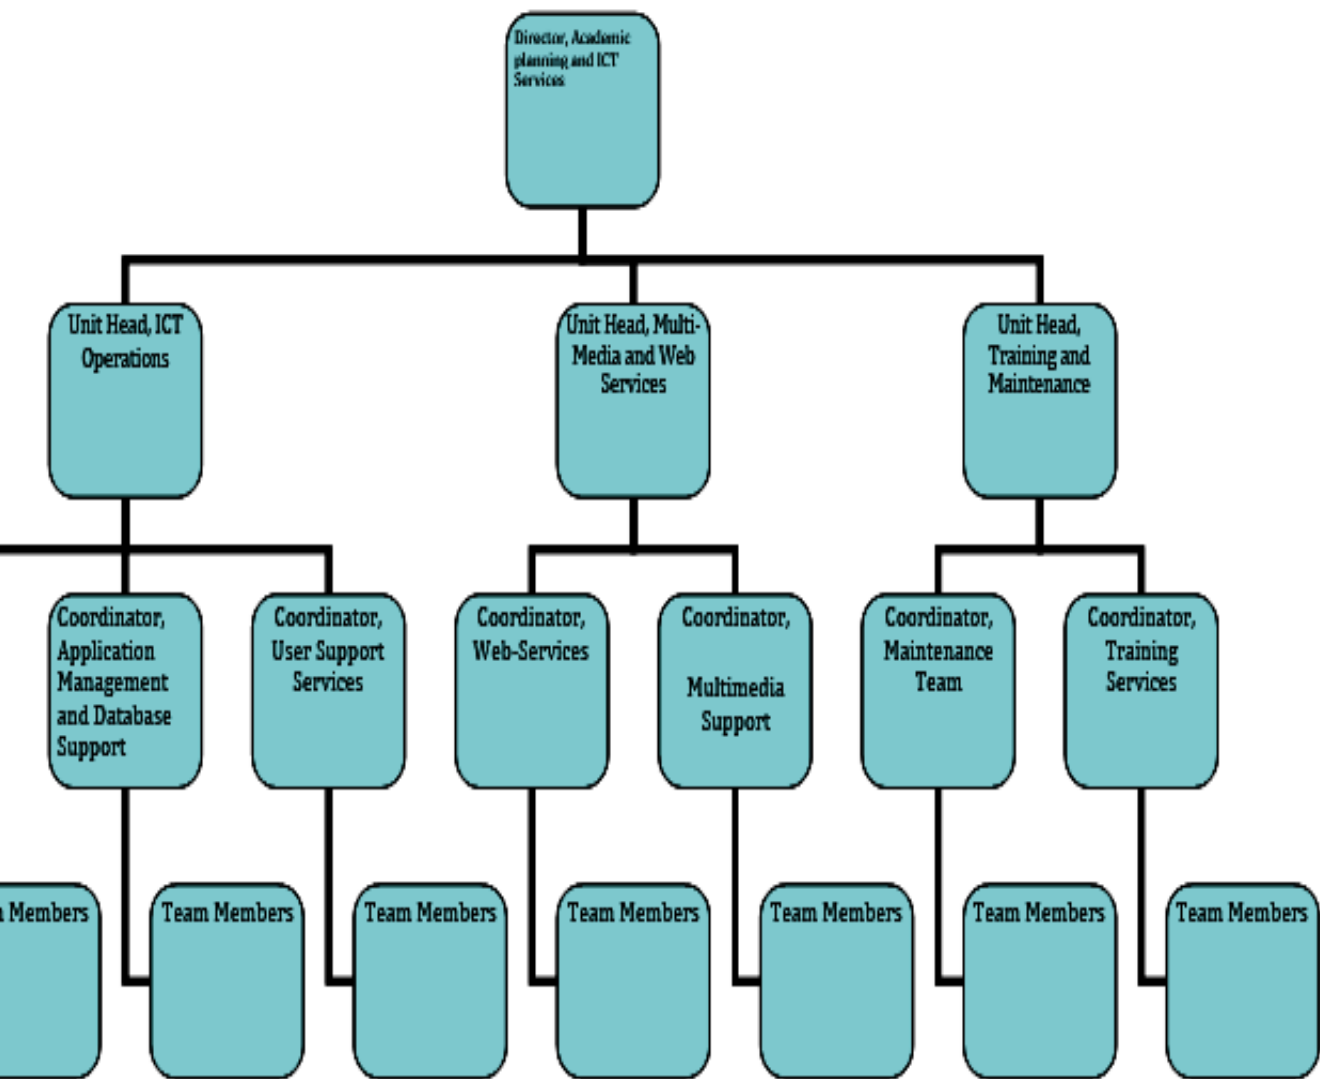 Director, Academic
planning and ICT
Services
Unit Head, ICT
Operations
Unit Head, Multi-
Media and Web
Services
Unit Head,
Training and
Maintenance
Coordinator,
Application
Management
and Database
Support
Coordinator,
User Support
Services
Coordinator,
Web-Services
Coordinator,
Multimedia
Support
Coordinator,
Maintenance
Team
Coordinator,
Training
Services
Members
Team Members
Team Members
Team Members
Team Members
Team Members
Team Members